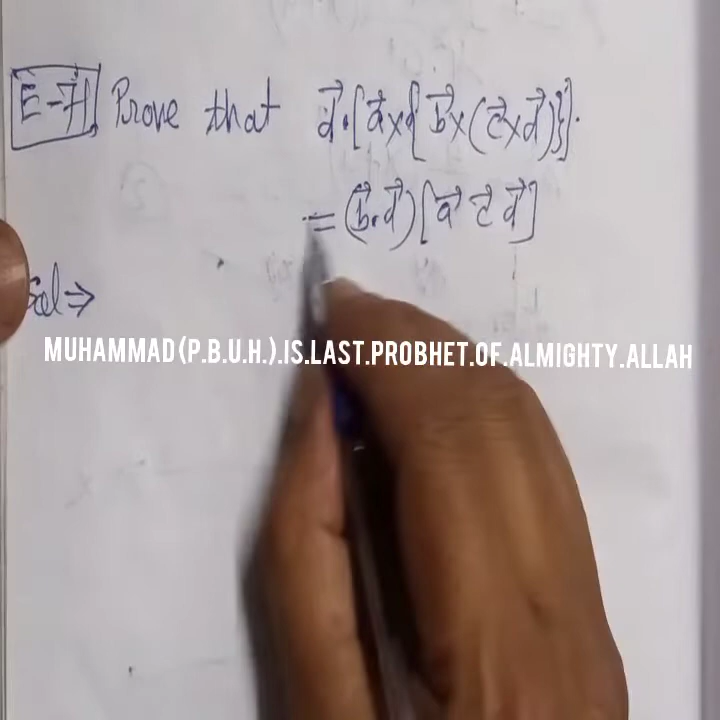 E-7 Prove that d⃗.[a⃗×{b⃗×(c⃗×d⃗)}].
= (b⃗.d⃗)[a⃗ c⃗ d⃗]
Sol ⇒
MUHAMMAD(P.B.U.H.).IS.LAST.PROBHET.OF.ALMIGHTY.ALLAH